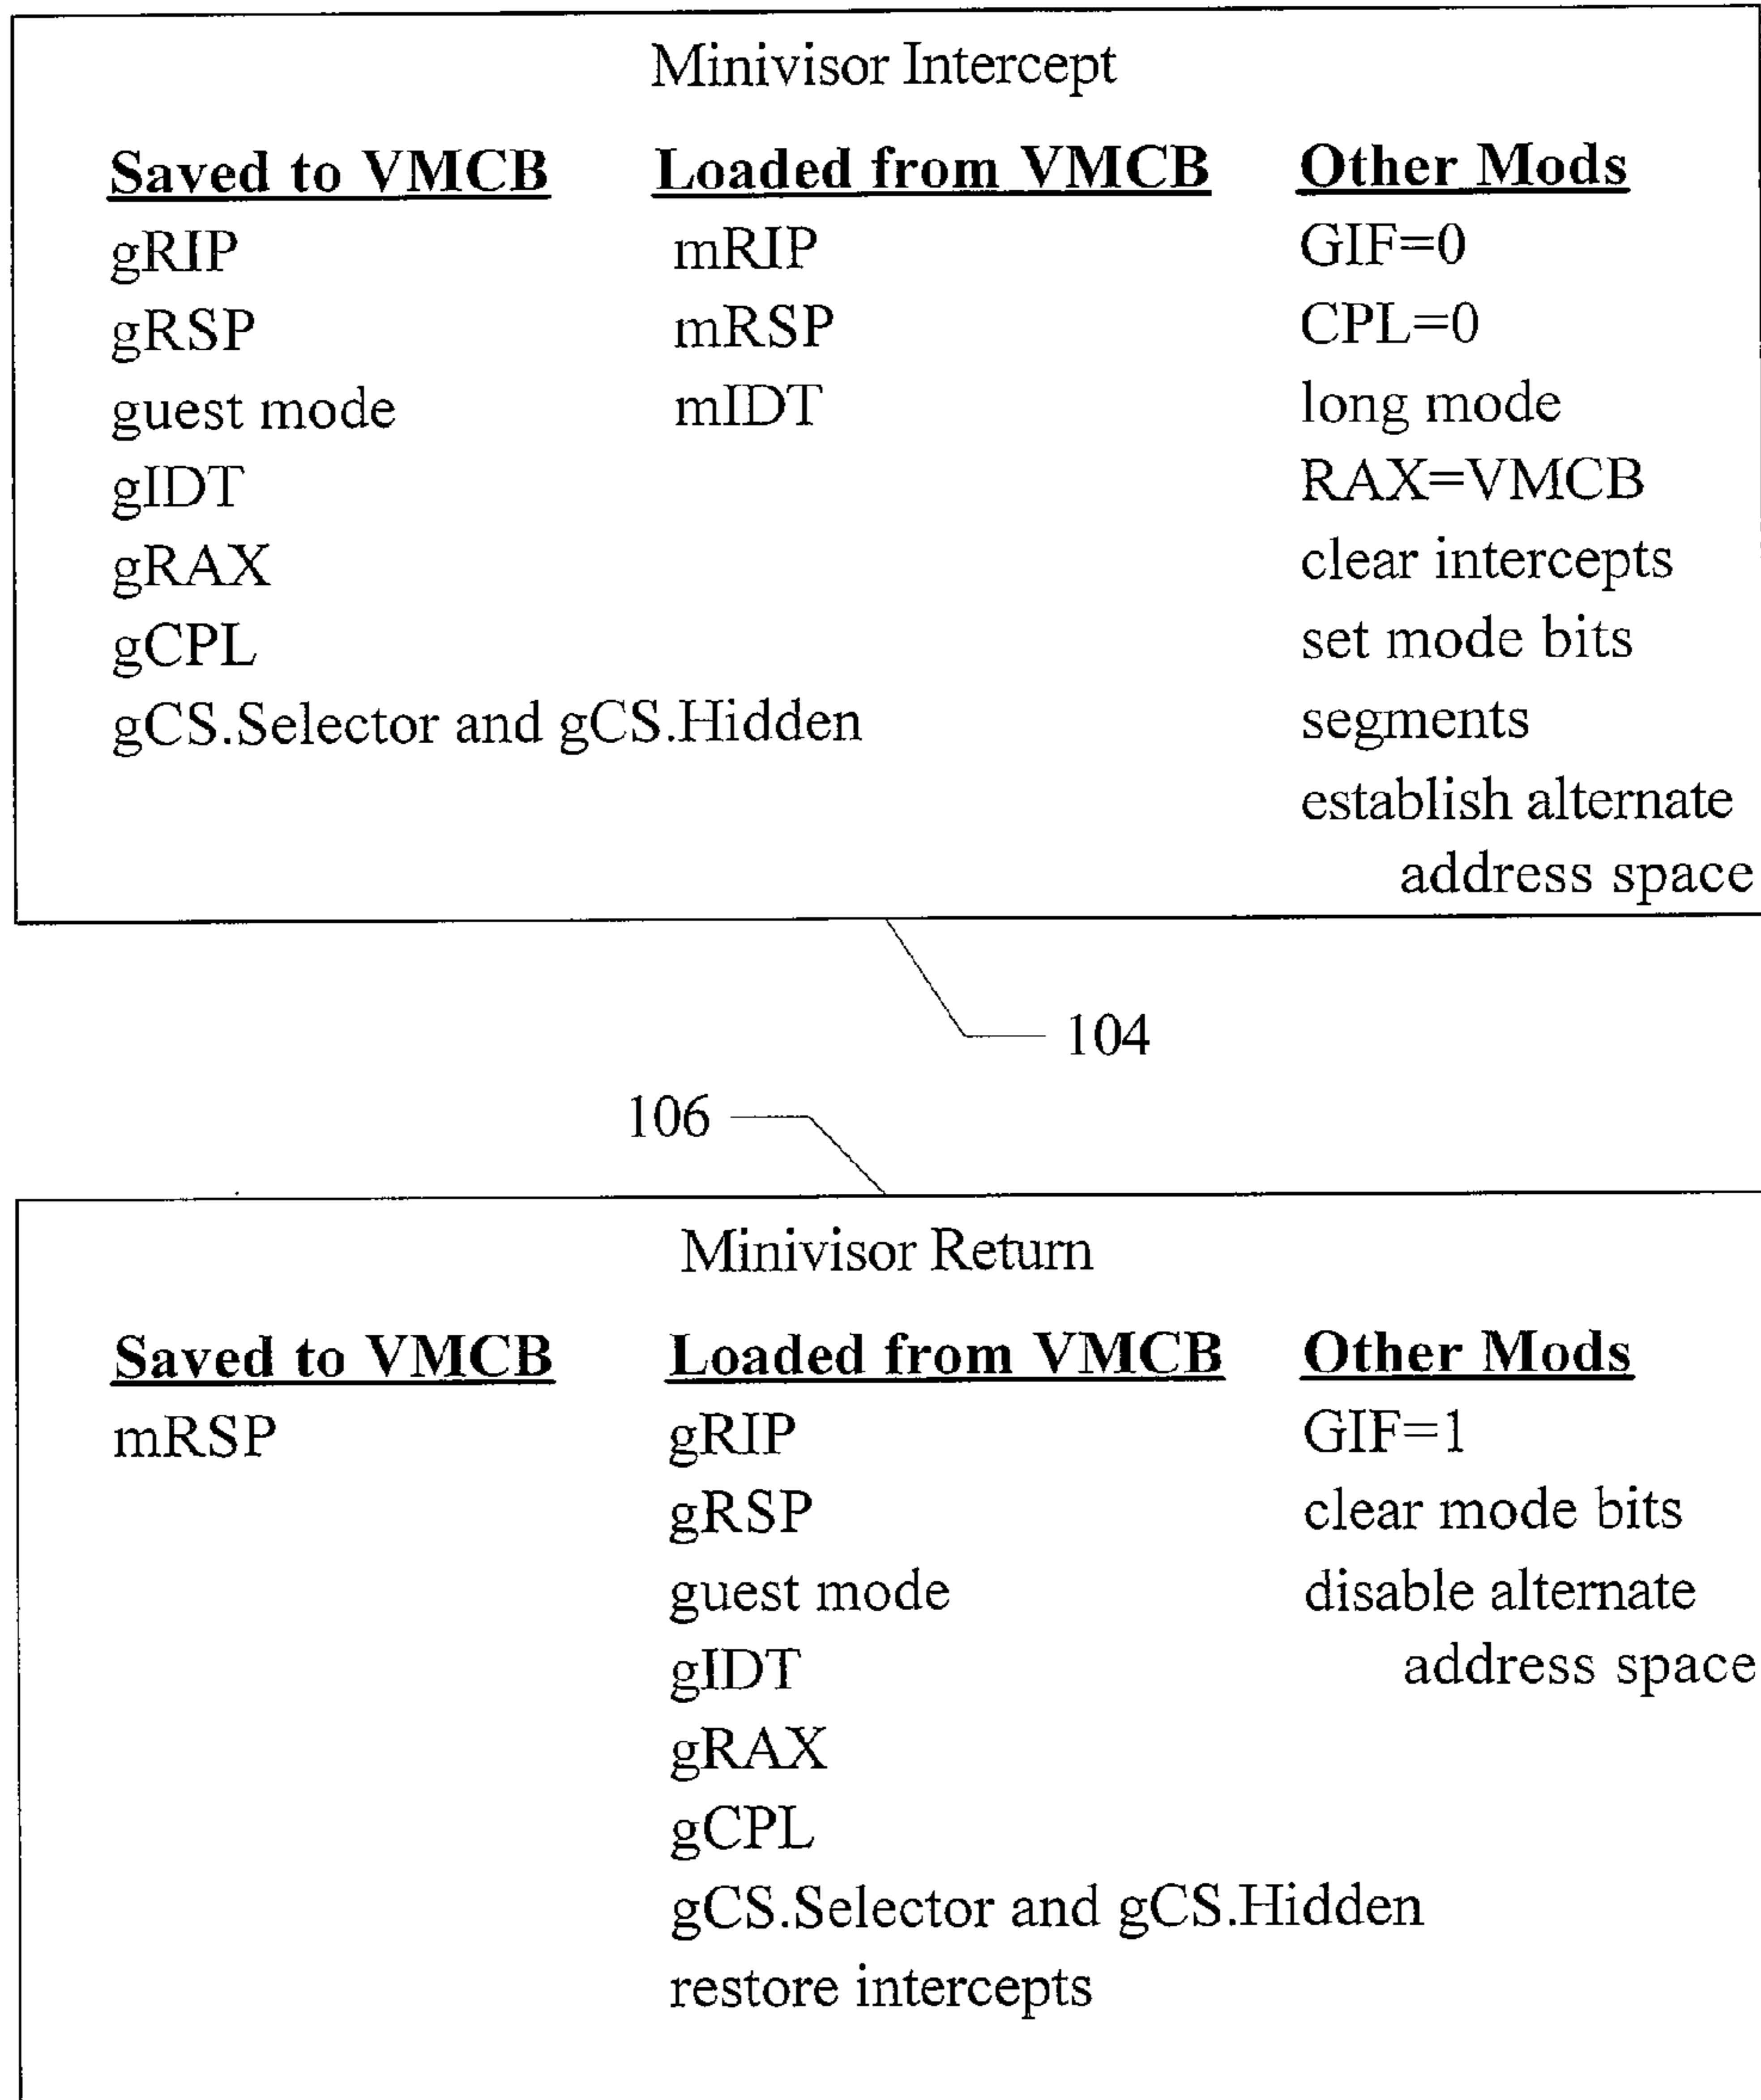 Minivisor Intercept
Saved to VMCB Loaded from VMCB Other Mods
gRIP mRIP GIF=0
gRSP mRSP CPL=0
guest mode mIDT long mode
gIDT RAX=VMCB
gRAX clear intercepts
gCPL set mode bits
gCS.Selector and gCS.Hidden segments
establish alternate
address space
104
106
Minivisor Return
Saved to VMCB Loaded from VMCB Other Mods
mRSP gRIP GIF=1
gRSP clear mode bits
guest mode disable alternate
gIDT address space
gRAX
gCPL
gCS.Selector and gCS.Hidden
restore intercepts